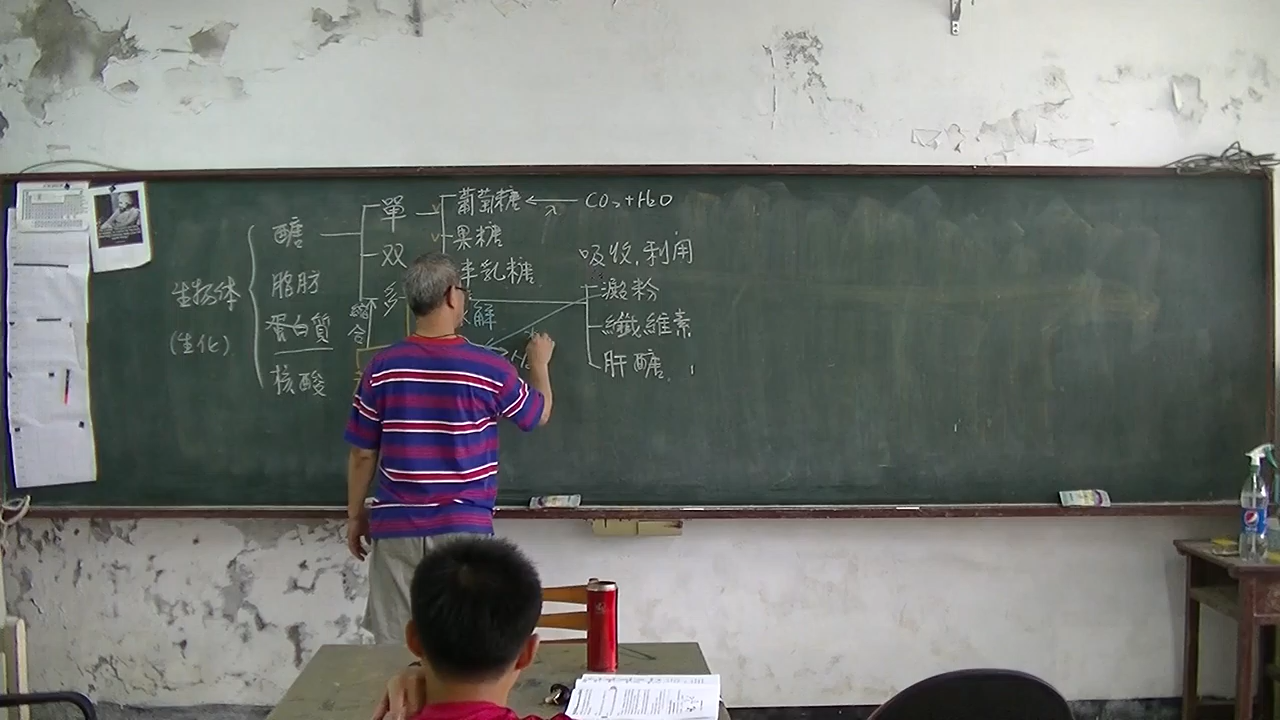 生物体
(生化)
醣
脂肪
蛋白質
核酸
單
双
多
縮合
葡萄糖 ← CO₂+H₂O
果糖
半乳糖
水解
吸收.利用
澱粉
纖維素
肝醣